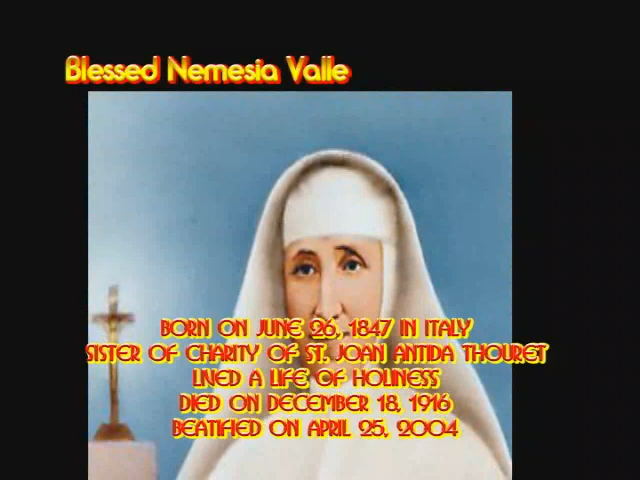 Blessed Nemesia Valle
BORN ON JUNE 26, 1847 IN ITALY
SISTER OF CHARITY OF ST. JOAN ANTIDA THOURET
LIVED A LIFE OF HOLINESS
DIED ON DECEMBER 18, 1916
BEATIFIED ON APRIL 25, 2004